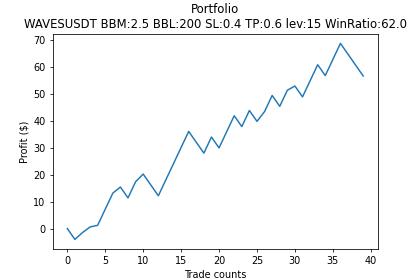 Portfolio
WAVESUSDT BBM:2.5 BBL:200 SL:0.4 TP:0.6 lev:15 WinRatio:62.0
70
60
50
40
30
20
10
0
Profit ($)
0 5 10 15 20 25 30 35 40
Trade counts